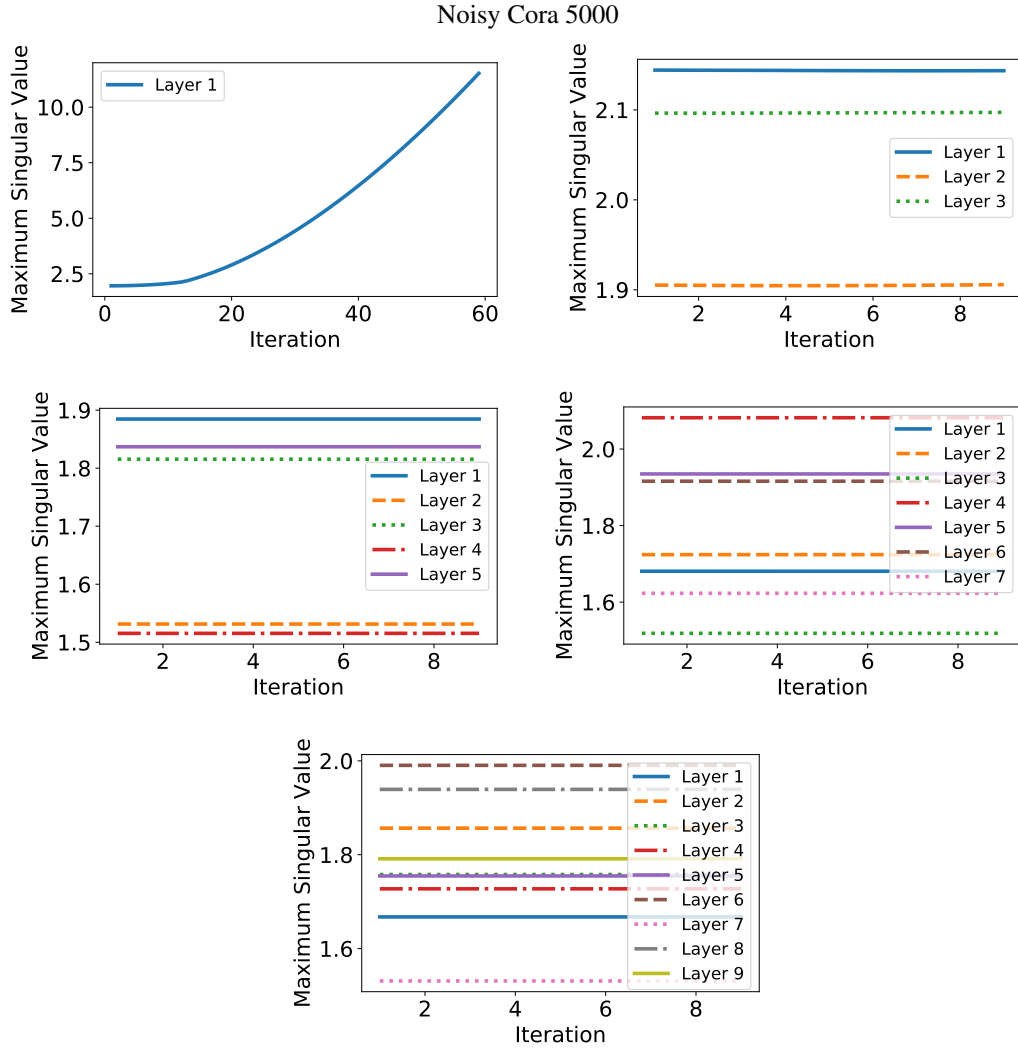 Noisy Cora 5000
Maximum Singular Value
10.0
7.5
5.0
2.5
Layer 1
0 20 40 60
Iteration
Maximum Singular Value
2.1
2.0
1.9
Layer 1
Layer 2
Layer 3
2 4 6 8
Iteration
Maximum Singular Value
1.9
1.8
1.7
1.6
1.5
Layer 1
Layer 2
Layer 3
Layer 4
Layer 5
2 4 6 8
Iteration
Maximum Singular Value
2.0
1.8
1.6
Layer 1
Layer 2
Layer 3
Layer 4
Layer 5
Layer 6
Layer 7
2 4 6 8
Iteration
Maximum Singular Value
2.0
1.8
1.6
Layer 1
Layer 2
Layer 3
Layer 4
Layer 5
Layer 6
Layer 7
Layer 8
Layer 9
2 4 6 8
Iteration